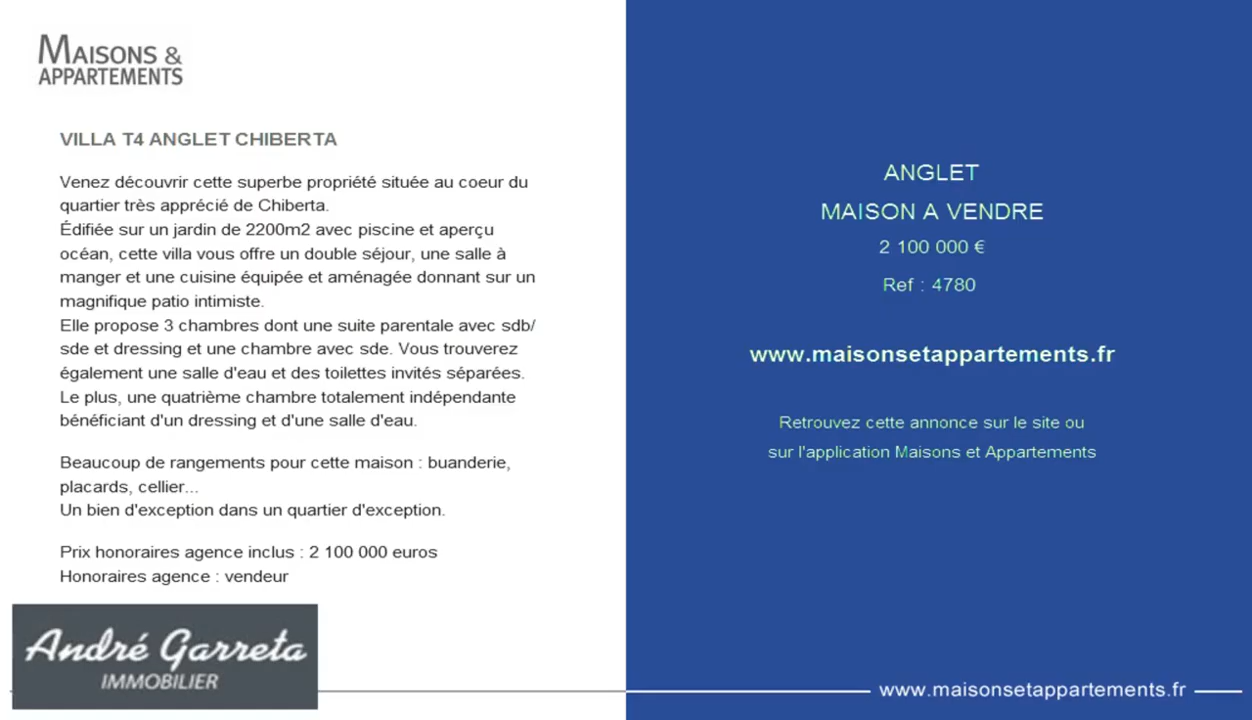 MAISONS &
APPARTEMENTS
VILLA T4 ANGLET CHIBERTA
Venez découvrir cette superbe propriété située au coeur du
quartier très apprécié de Chiberta.
Édifiée sur un jardin de 2200m2 avec piscine et aperçu
océan, cette villa vous offre un double séjour, une salle à
manger et une cuisine équipée et aménagée donnant sur un
magnifique patio intimiste.
Elle propose 3 chambres dont une suite parentale avec sdb/
sde et dressing et une chambre avec sde. Vous trouverez
également une salle d'eau et des toilettes invités séparées.
Le plus, une quatrième chambre totalement indépendante
bénéficiant d'un dressing et d'une salle d'eau.
Beaucoup de rangements pour cette maison : buanderie,
placards, cellier...
Un bien d'exception dans un quartier d'exception.
Prix honoraires agence inclus : 2 100 000 euros
Honoraires agence : vendeur
André Garreta
IMMOBILIER
ANGLET
MAISON A VENDRE
2 100 000 €
Ref : 4780
www.maisonsetappartements.fr
Retrouvez cette annonce sur le site ou
sur l'application Maisons et Appartements
www.maisonsetappartements.fr